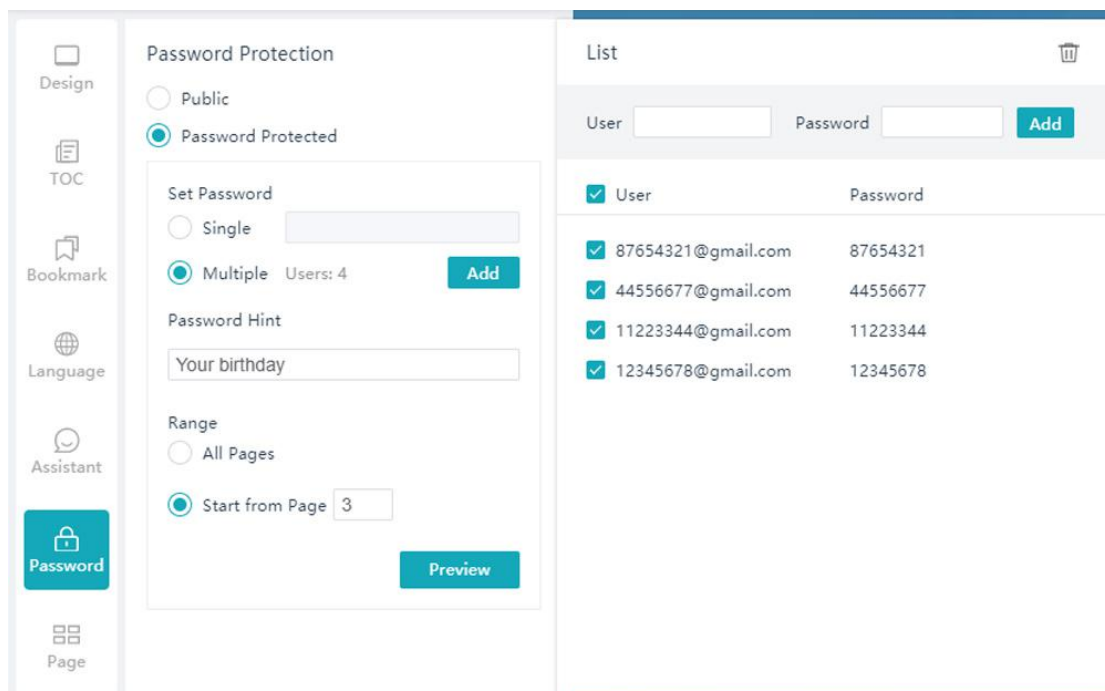 Design
TOC
Bookmark
Language
Assistant
Password
Page
Password Protection
Public
Password Protected
Set Password
Single
Multiple Users: 4 Add
Password Hint
Your birthday
Range
All Pages
Start from Page 3
Preview
List
User Password Add
User Password
87654321@gmail.com 87654321
44556677@gmail.com 44556677
11223344@gmail.com 11223344
12345678@gmail.com 12345678